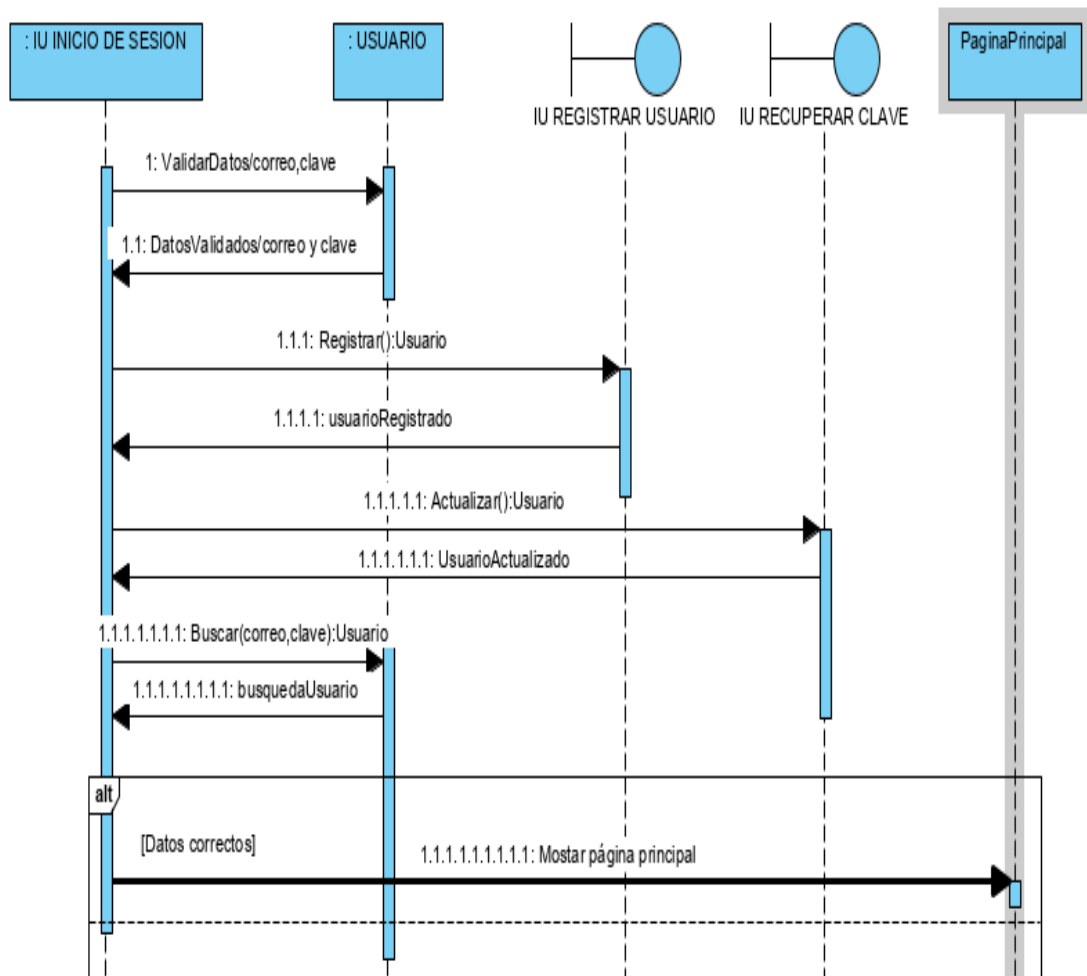 : IU INICIO DE SESION
: USUARIO
IU REGISTRAR USUARIO
IU RECUPERAR CLAVE
PaginaPrincipal
1: ValidarDatos/correo,clave
1.1: DatosValidados/correo y clave
1.1.1: Registrar():Usuario
1.1.1.1: usuarioRegistrado
1.1.1.1.1: Actualizar():Usuario
1.1.1.1.1.1: UsuarioActualizado
1.1.1.1.1.1.1: Buscar(correo,clave):Usuario
1.1.1.1.1.1.1.1: busquedaUsuario
alt
[Datos correctos]
1.1.1.1.1.1.1.1.1: Mostar página principal